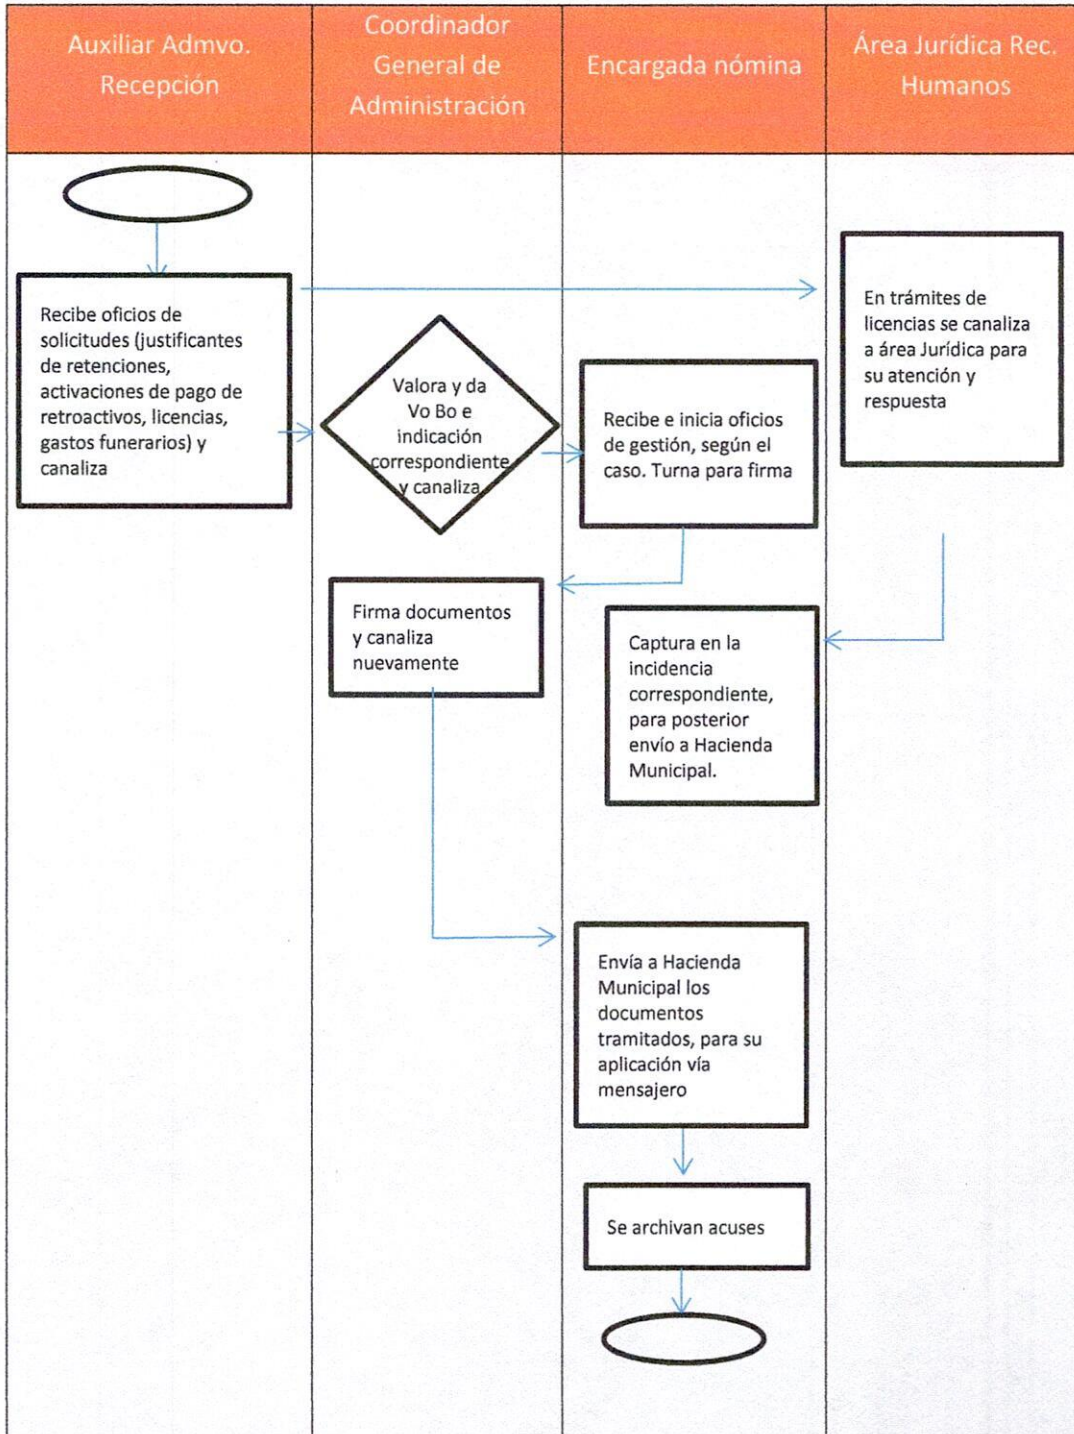 Auxiliar Admvo.
Recepción
Coordinador
General de
Administración
Encargada nómina
Área Jurídica Rec.
Humanos
Recibe oficios de
solicitudes (justificantes
de retenciones,
activaciones de pago de
retroactivos, licencias,
gastos funerarios) y
canaliza
Valora y da
Vo Bo e
indicación
correspondiente
y canaliza
Recibe e inicia oficios
de gestión, según el
caso. Turna para firma
En trámites de
licencias se canaliza
a área Jurídica para
su atención y
respuesta
Firma documentos
y canaliza
nuevamente
Captura en la
incidencia
correspondiente,
para posterior
envío a Hacienda
Municipal.
Envía a Hacienda
Municipal los
documentos
tramitados, para su
aplicación vía
mensajero
Se archivan acuses